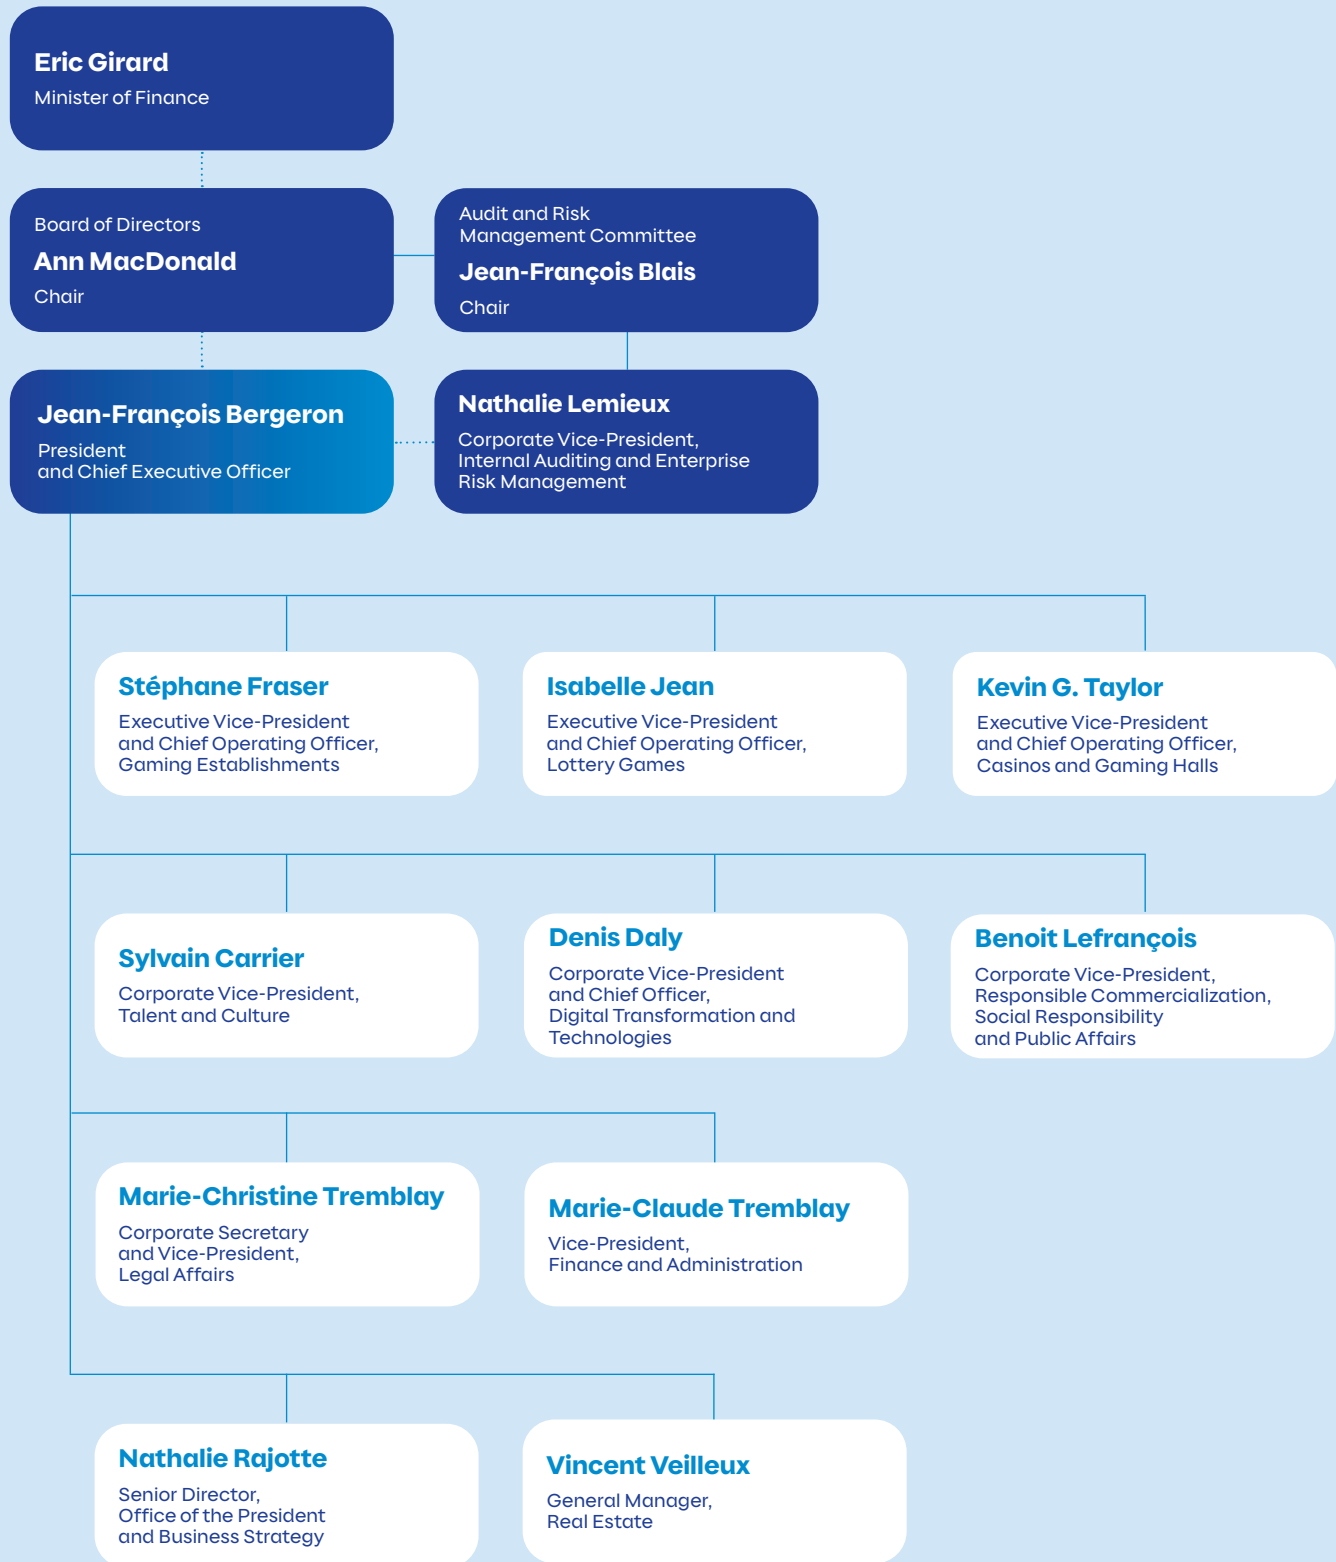 Eric Girard
Minister of Finance
Board of Directors
Ann MacDonald
Chair
Audit and Risk
Management Committee
Jean-François Blais
Chair
Jean-François Bergeron
President
and Chief Executive Officer
Nathalie Lemieux
Corporate Vice-President,
Internal Auditing and Enterprise
Risk Management
Stéphane Fraser
Executive Vice-President
and Chief Operating Officer,
Gaming Establishments
Isabelle Jean
Executive Vice-President
and Chief Operating Officer,
Lottery Games
Kevin G. Taylor
Executive Vice-President
and Chief Operating Officer,
Casinos and Gaming Halls
Sylvain Carrier
Corporate Vice-President,
Talent and Culture
Denis Daly
Corporate Vice-President
and Chief Officer,
Digital Transformation and
Technologies
Benoit Lefrançois
Corporate Vice-President,
Responsible Commercialization,
Social Responsibility
and Public Affairs
Marie-Christine Tremblay
Corporate Secretary
and Vice-President,
Legal Affairs
Marie-Claude Tremblay
Vice-President,
Finance and Administration
Nathalie Rajotte
Senior Director,
Office of the President
and Business Strategy
Vincent Veilleux
General Manager,
Real Estate